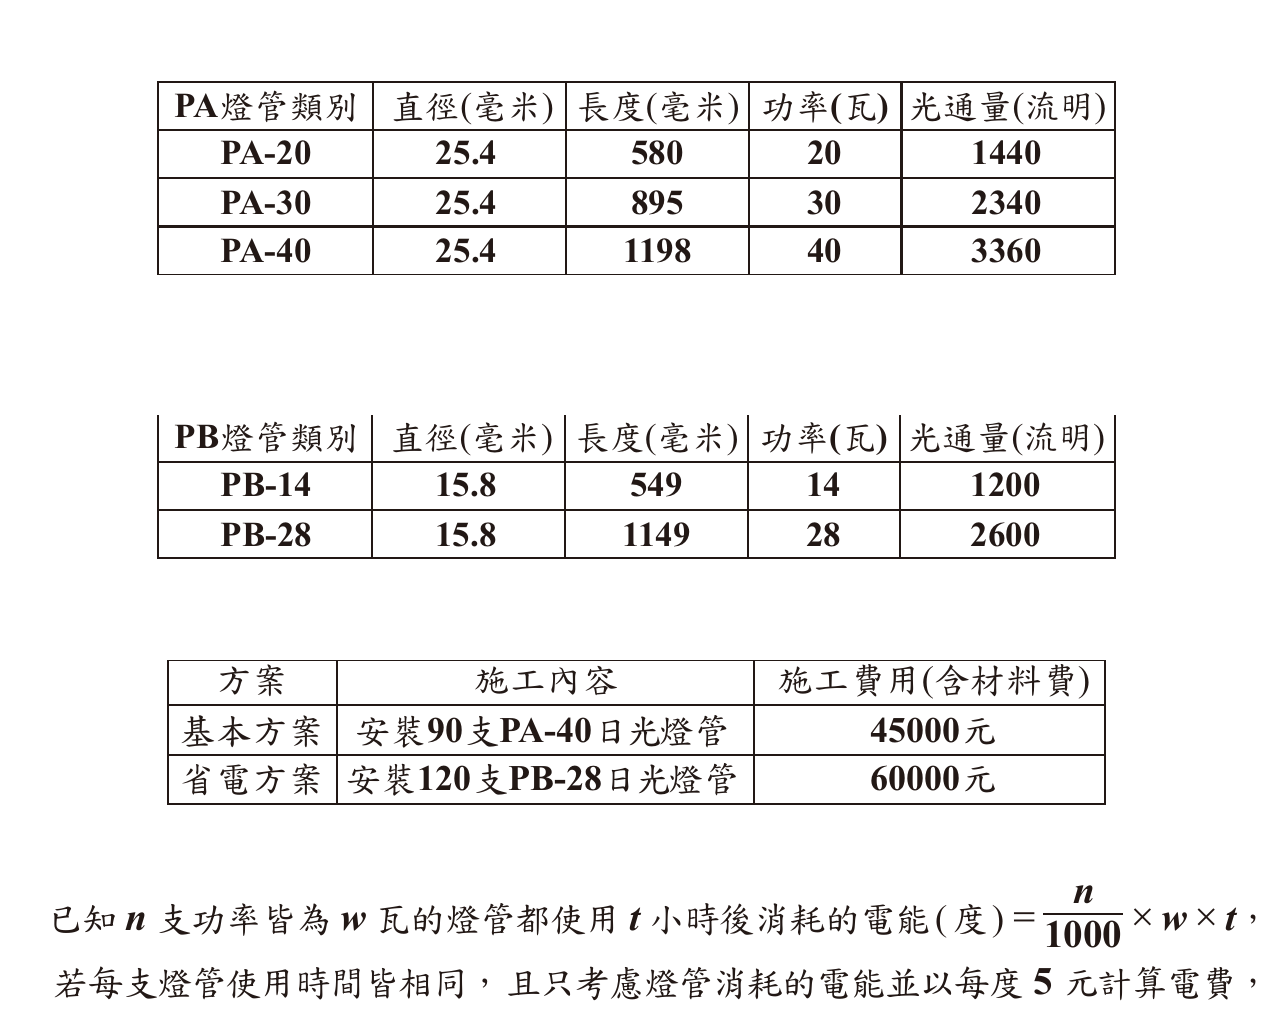 PA燈管類別 直徑(毫米) 長度(毫米) 功率(瓦) 光通量(流明)
PA-20 25.4 580 20 1440
PA-30 25.4 895 30 2340
PA-40 25.4 1198 40 3360
PB燈管類別 直徑(毫米) 長度(毫米) 功率(瓦) 光通量(流明)
PB-14 15.8 549 14 1200
PB-28 15.8 1149 28 2600
方案 施工內容 施工費用(含材料費)
基本方案 安裝90支PA-40日光燈管 45000元
省電方案 安裝120支PB-28日光燈管 60000元
已知 n 支功率皆為 w 瓦的燈管都使用 t 小時後消耗的電能(度)=n/1000×w×t,
若每支燈管使用時間皆相同,且只考慮燈管消耗的電能並以每度 5 元計算電費,